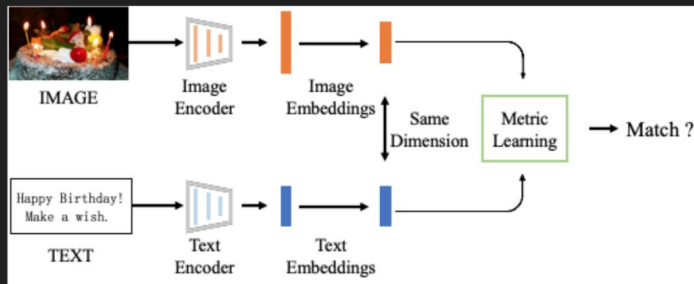 IMAGE
Image
Encoder
Image
Embeddings
Same
Dimension
Metric
Learning
Match ?
Happy Birthday!
Make a wish.
TEXT
Text
Encoder
Text
Embeddings